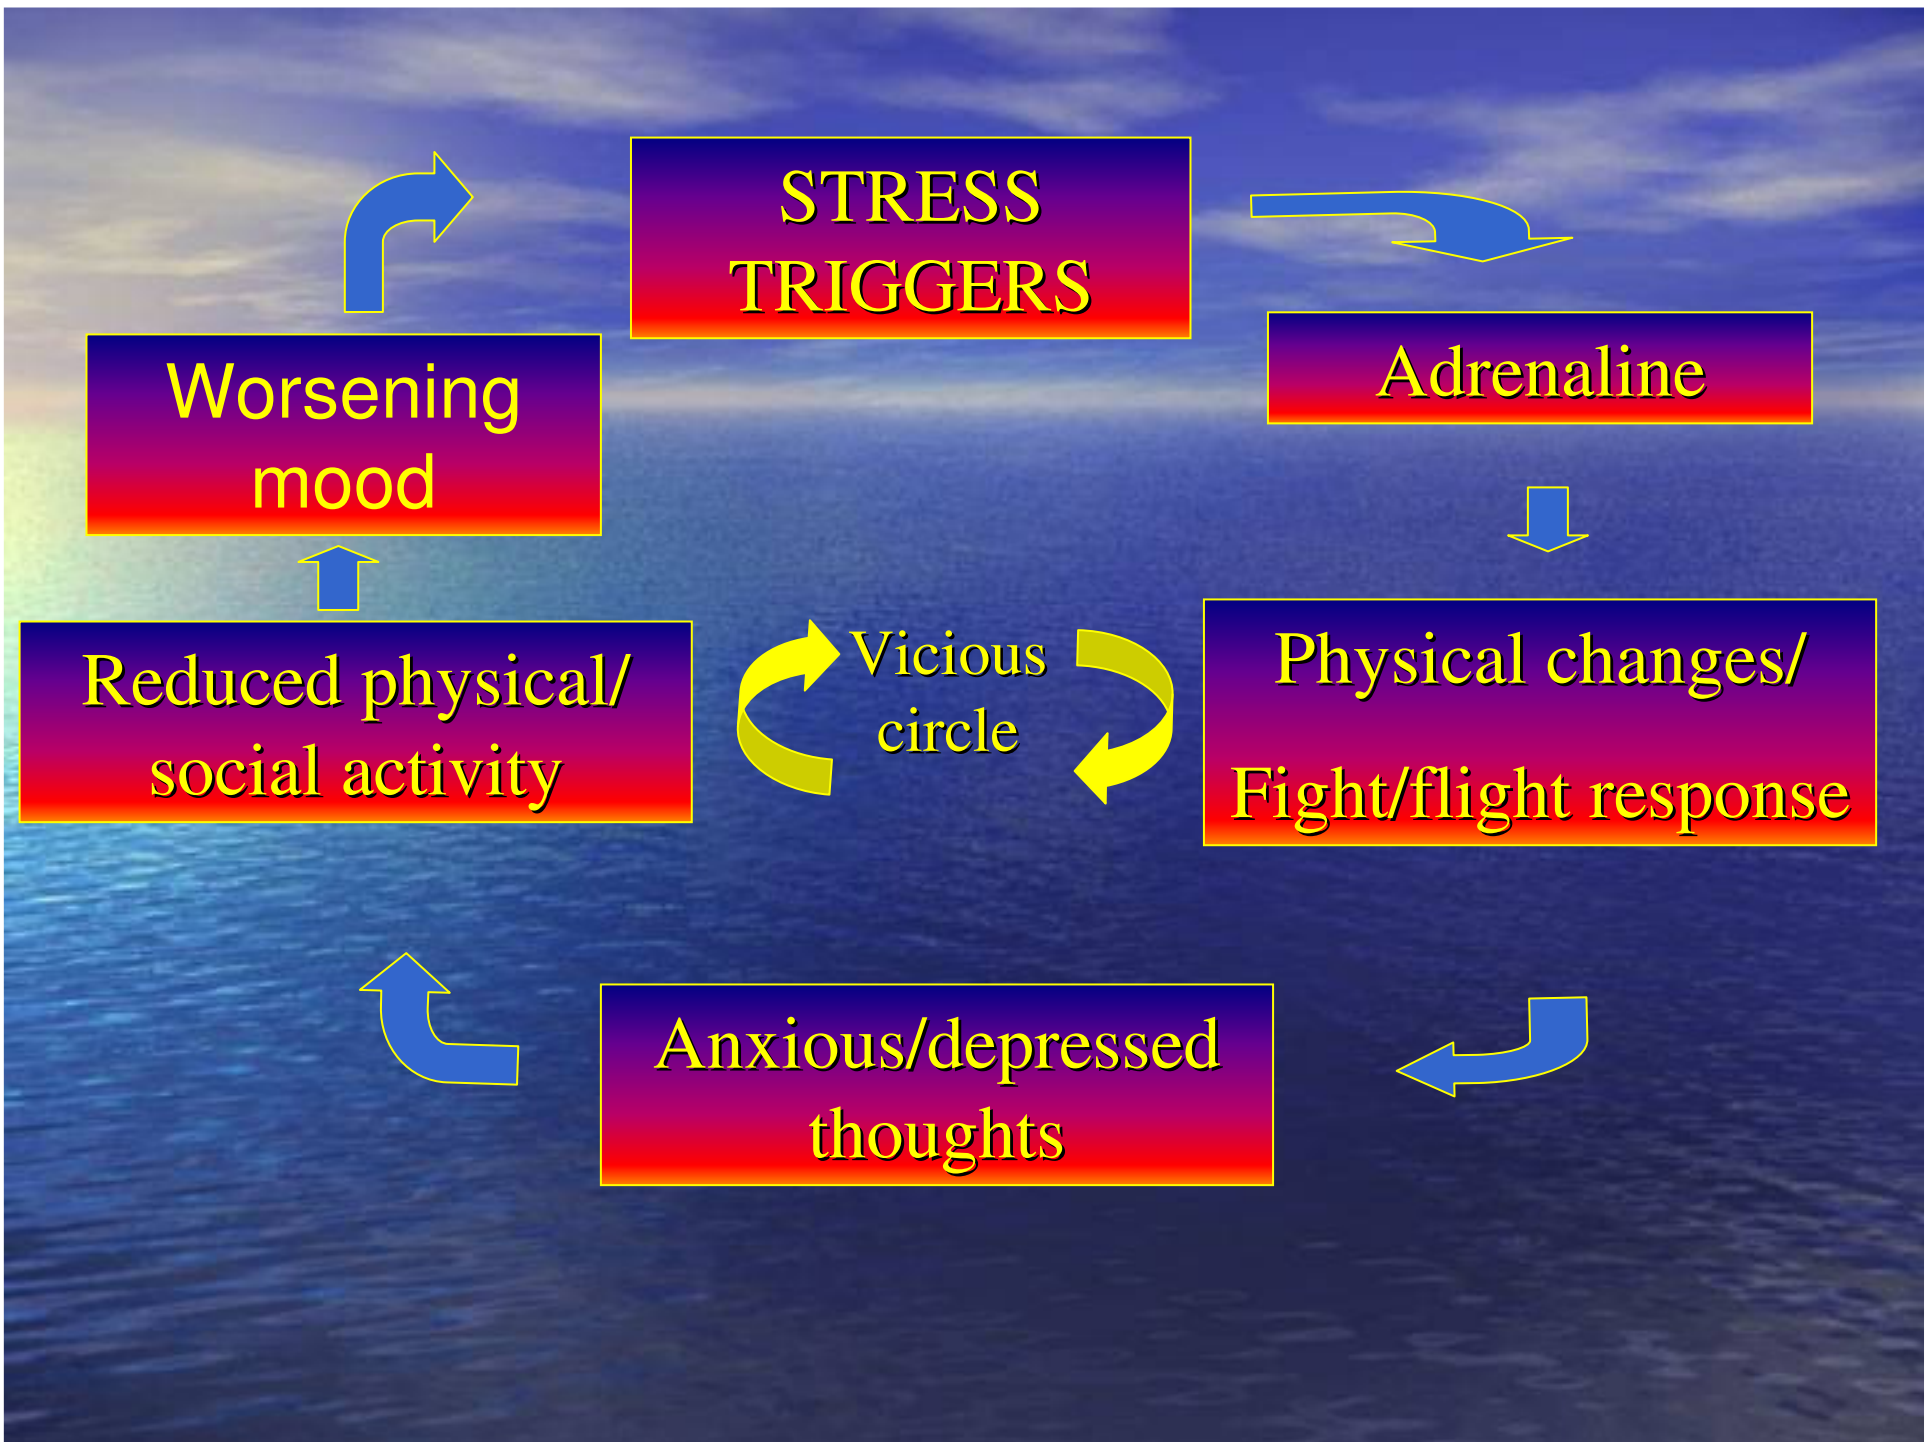 STRESS
TRIGGERS
Adrenaline
Physical changes/
Fight/flight response
Anxious/depressed
thoughts
Reduced physical/
social activity
Worsening
mood
Vicious
circle